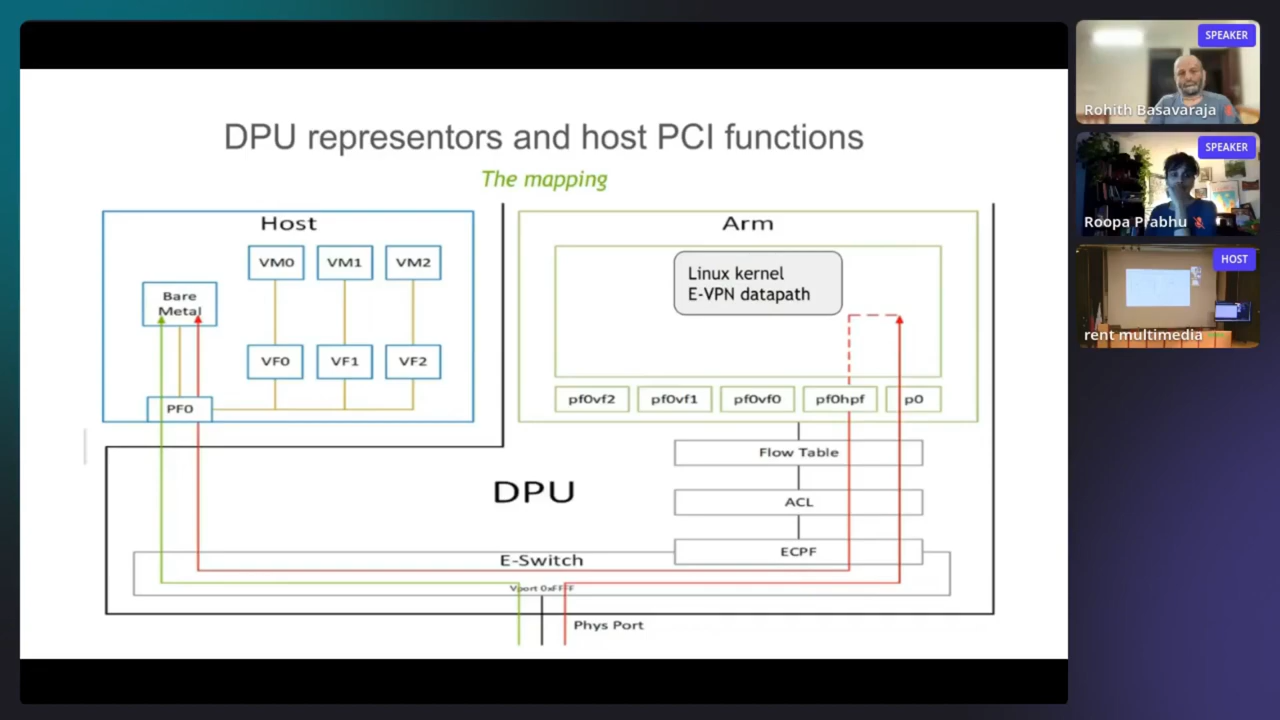 DPU representors and host PCI functions
The mapping
Host
VM0
VM1
VM2
Bare
Metal
VF0
VF1
VF2
PF0
Arm
Linux kernel
E-VPN datapath
pf0vf2
pf0vf1
pf0vf0
pf0hpf
p0
Flow Table
ACL
ECPF
DPU
E-Switch
Vport 0xFFFF
Phys Port
SPEAKER
Rohith Basavaraja
SPEAKER
Roopa Prabhu
HOST
rent multimedia